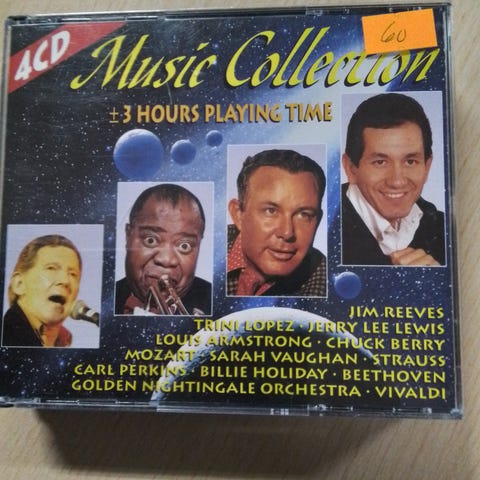 4CD
60
Music Collection
± 3 HOURS PLAYING TIME
JIM REEVES
TRINI LOPEZ · JERRY LEE LEWIS
LOUIS ARMSTRONG · CHUCK BERRY
MOZART · SARAH VAUGHAN · STRAUSS
CARL PERKINS · BILLIE HOLIDAY · BEETHOVEN
GOLDEN NIGHTINGALE ORCHESTRA · VIVALDI